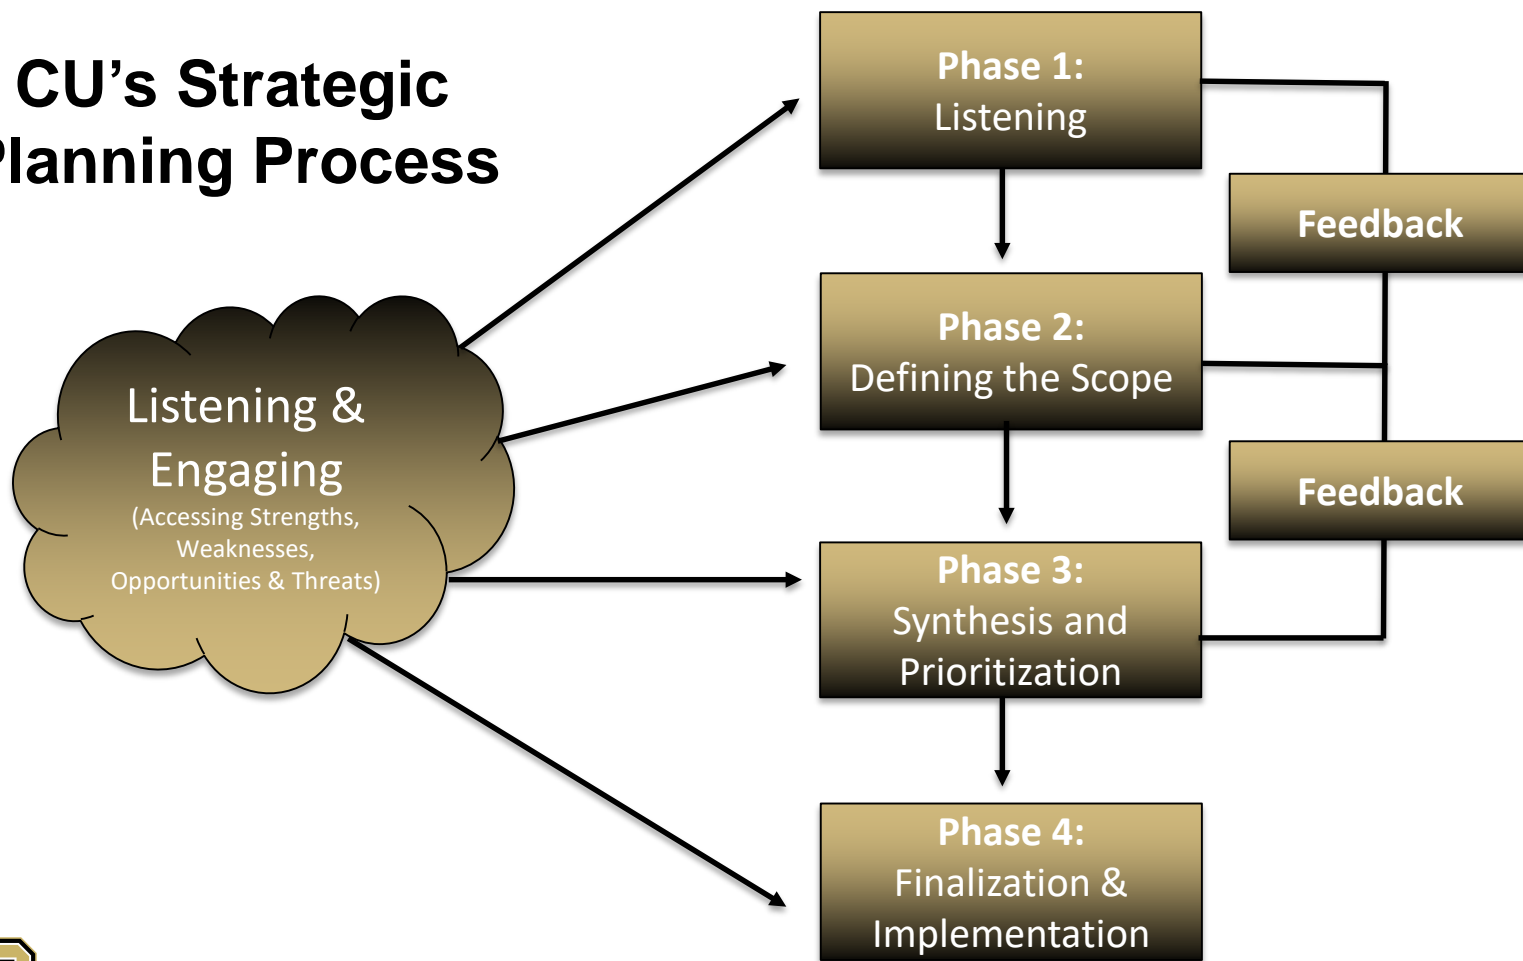 CU’s Strategic
Planning Process
Phase 1:
Listening
Feedback
Phase 2:
Defining the Scope
Listening &
Engaging
(Accessing Strengths,
Weaknesses,
Opportunities & Threats)
Feedback
Phase 3:
Synthesis and
Prioritization
Phase 4:
Finalization &
Implementation